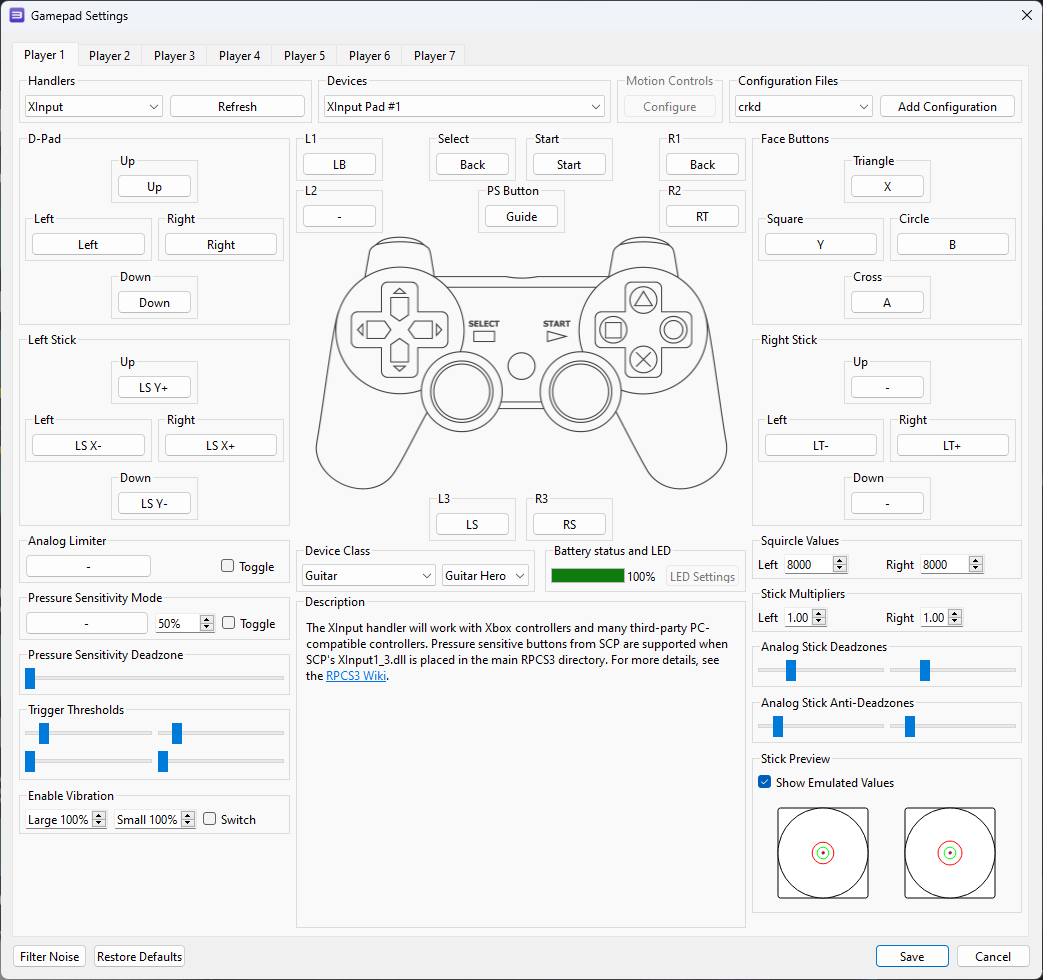 Gamepad Settings
Player 1
Player 2
Player 3
Player 4
Player 5
Player 6
Player 7
Handlers
XInput
Refresh
Devices
XInput Pad #1
Motion Controls
Configure
Configuration Files
crkd
Add Configuration
D-Pad
Up
Up
Left
Left
Right
Right
Down
Down
Left Stick
Up
LS Y+
Left
LS X-
Right
LS X+
Down
LS Y-
Analog Limiter
-
Toggle
Pressure Sensitivity Mode
-
50%
Toggle
Pressure Sensitivity Deadzone
Trigger Thresholds
Enable Vibration
Large 100%
Small 100%
Switch
L1
LB
Select
Back
Start
Start
R1
Back
L2
-
PS Button
Guide
R2
RT
SELECT
START
L3
LS
R3
RS
Device Class
Guitar
Guitar Hero
Battery status and LED
100%
LED Settings
Description
The XInput handler will work with Xbox controllers and many third-party PC-
compatible controllers. Pressure sensitive buttons from SCP are supported when
SCP's XInput1_3.dll is placed in the main RPCS3 directory. For more details, see
the RPCS3 Wiki.
Face Buttons
Triangle
X
Square
Y
Circle
B
Cross
A
Right Stick
Up
-
Left
LT-
Right
LT+
Down
-
Squircle Values
Left 8000
Right 8000
Stick Multipliers
Left 1.00
Right 1.00
Analog Stick Deadzones
Analog Stick Anti-Deadzones
Stick Preview
Show Emulated Values
Filter Noise
Restore Defaults
Save
Cancel